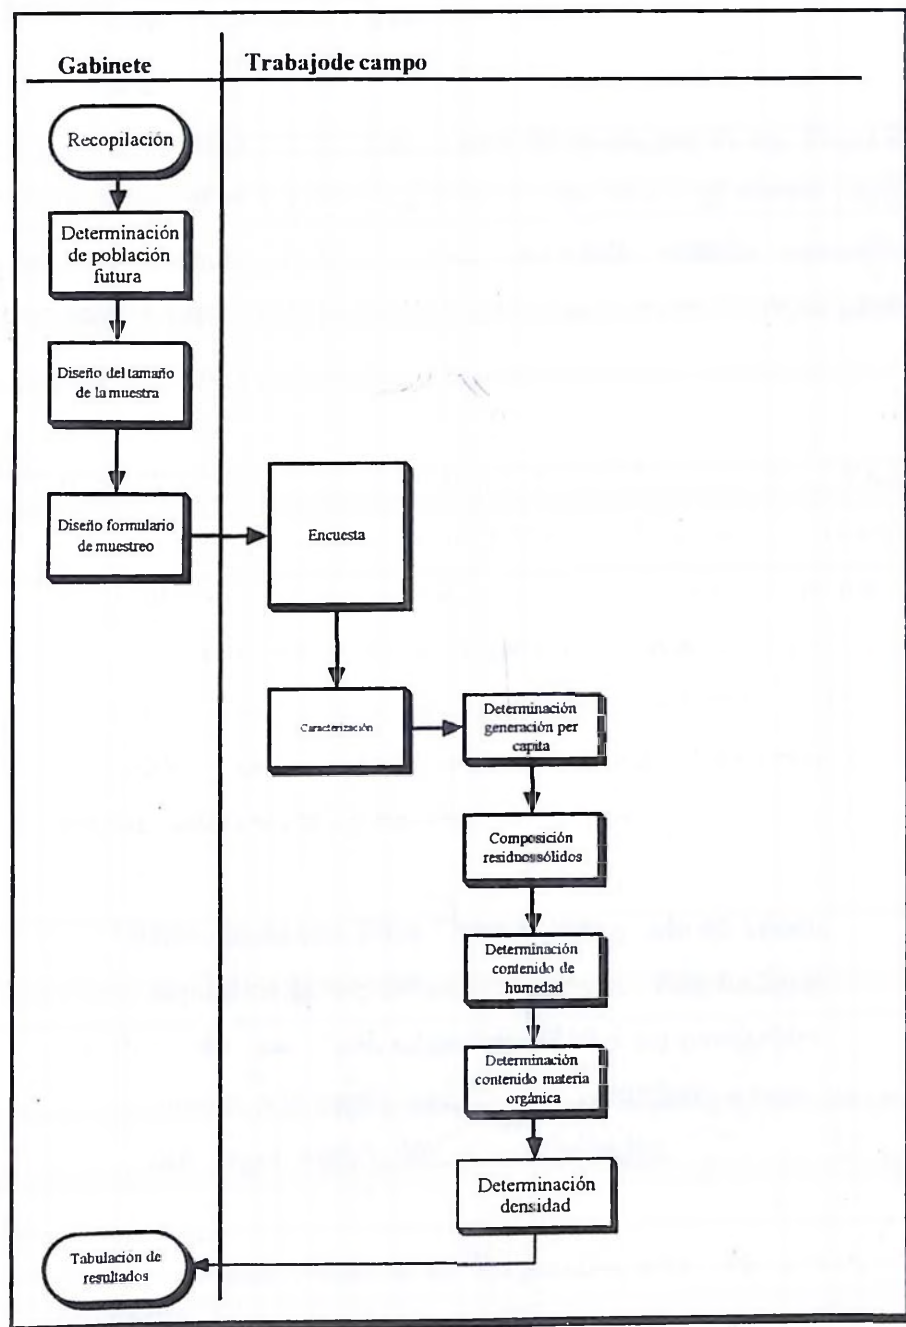 Gabinete
Trabajode campo
Recopilación
Determinación
de población
futura
Diseño del tamaño
de la muestra
Diseño formulario
de muestreo
Encuesta
Caracterización
Determinación
generación per
capita
Composición
residuossólidos
Determinación
contenido de
humedad
Determinación
contenido materia
orgánica
Determinación
densidad
Tabulación de
resultados